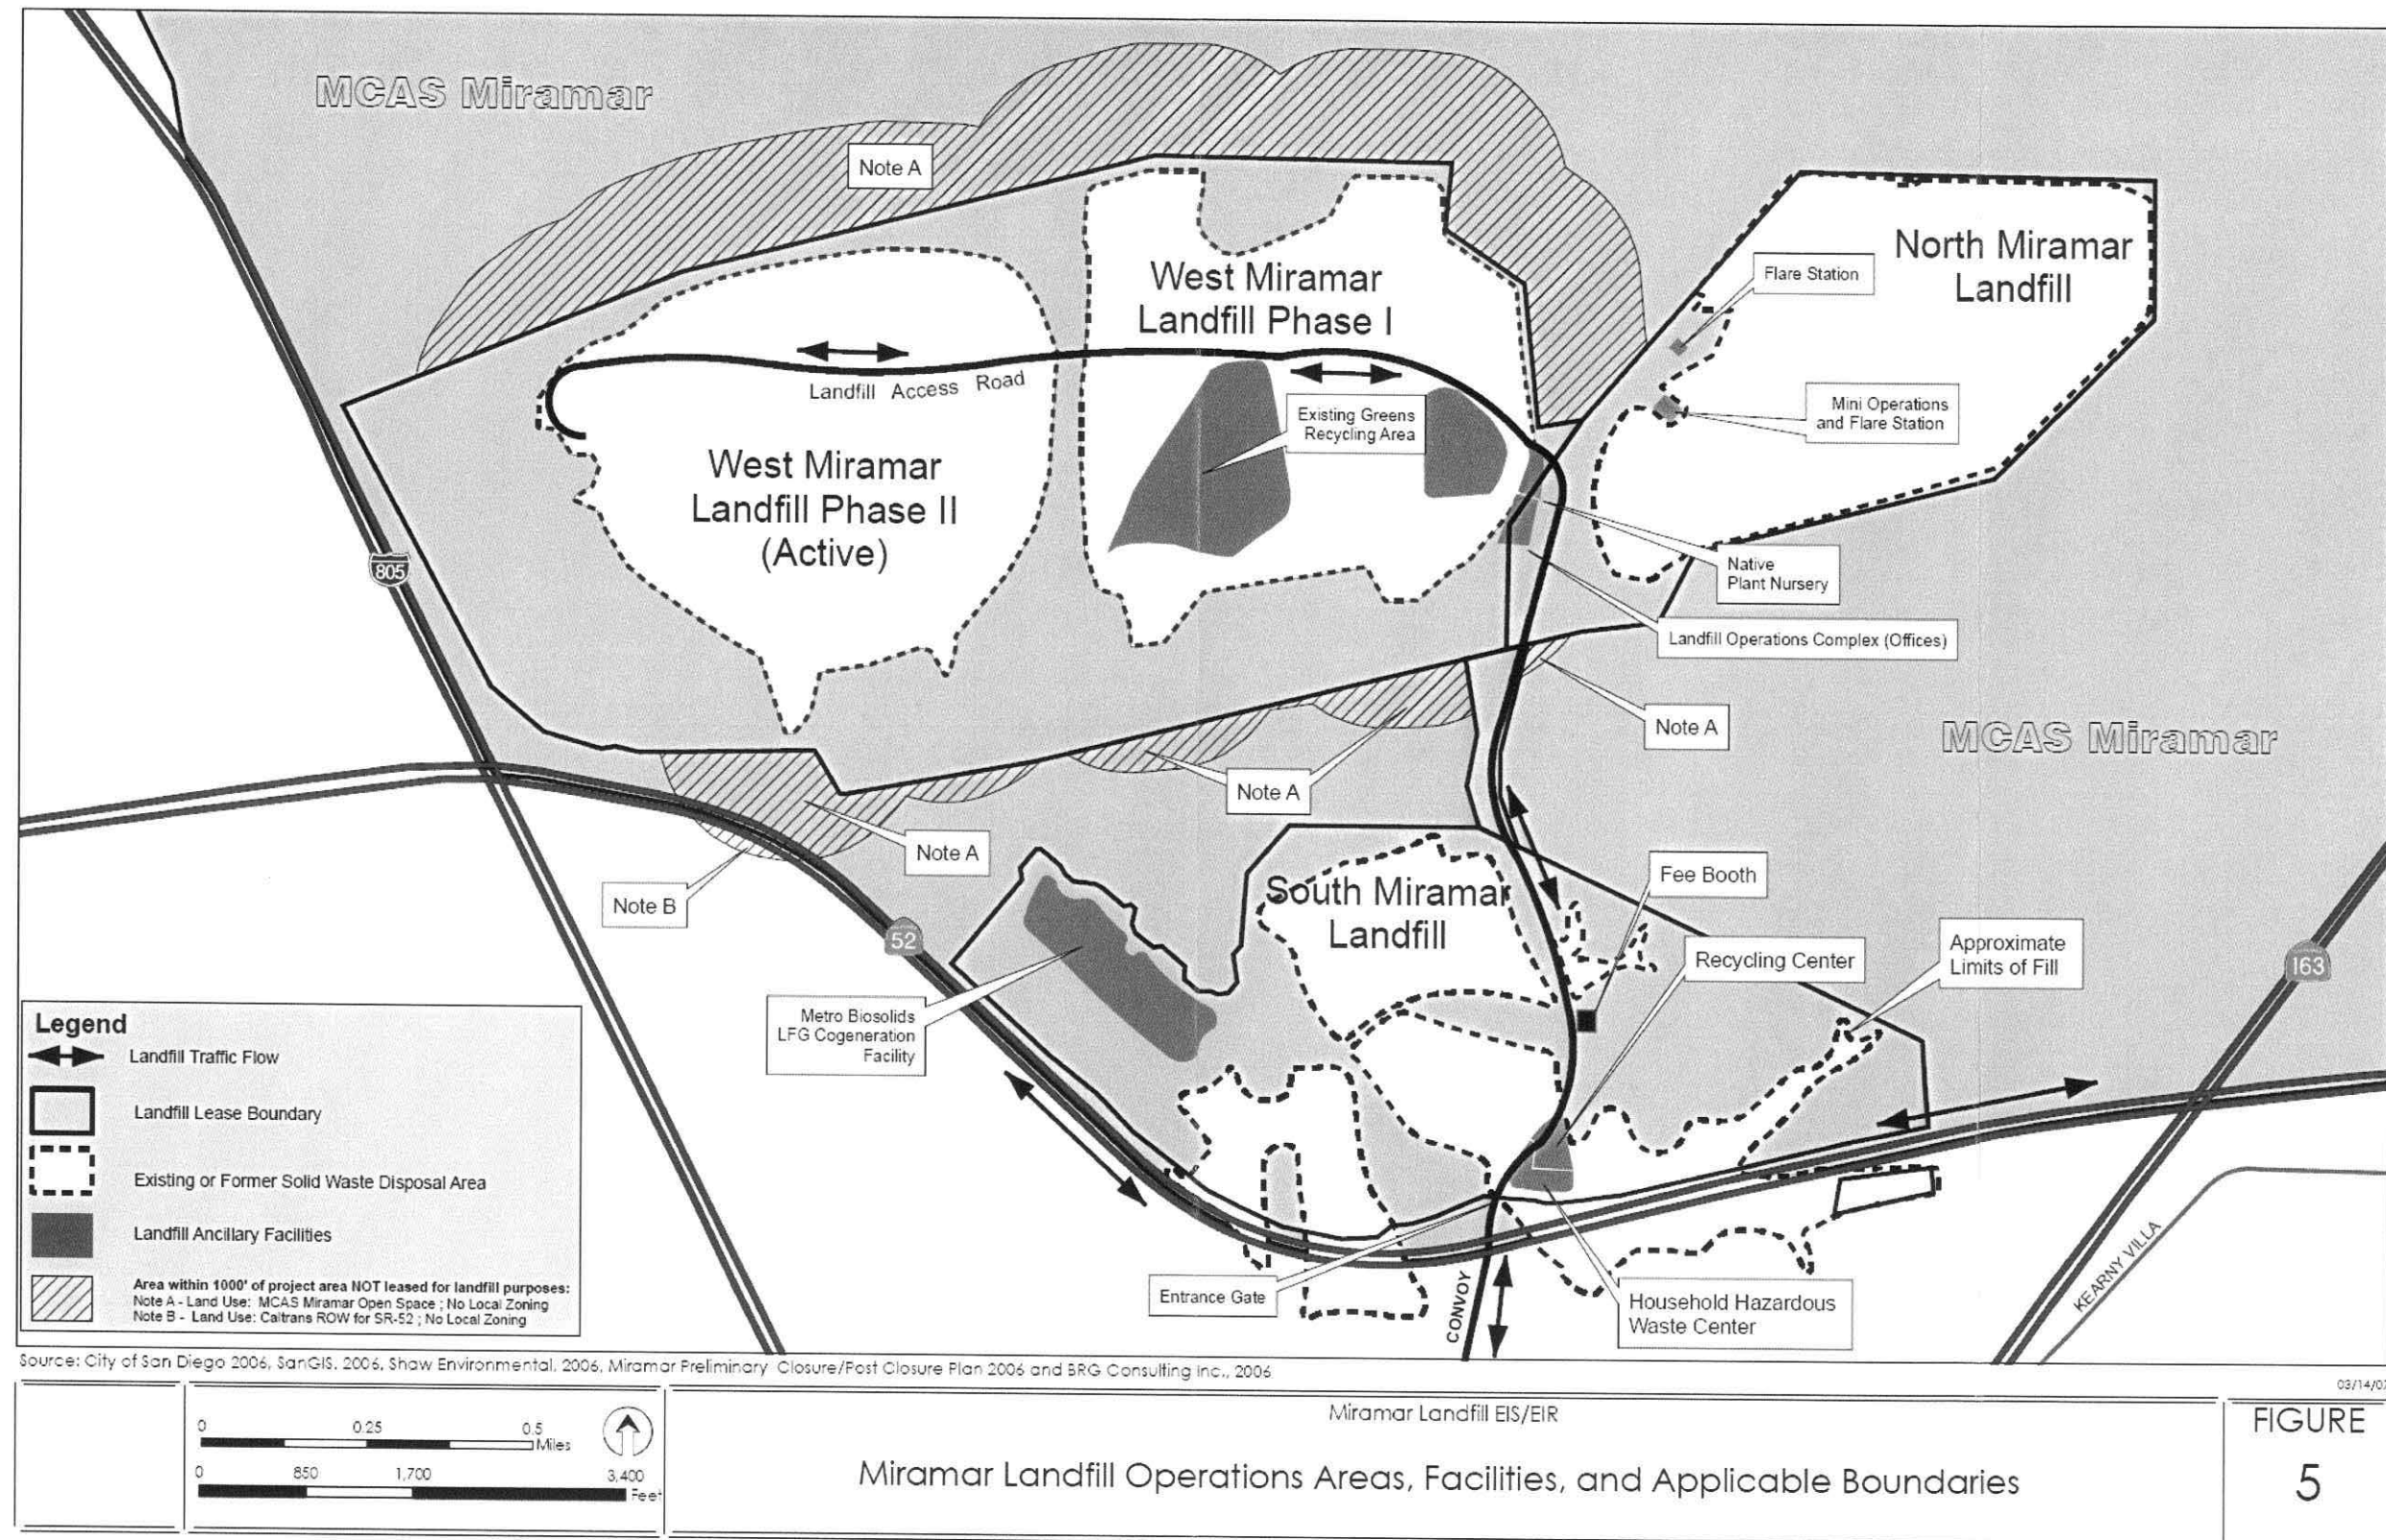 MCAS Miramar
Note A
North Miramar
Landfill
West Miramar
Landfill Phase I
Flare Station
Landfill Access Road
Existing Greens
Recycling Area
Mini Operations
and Flare Station
West Miramar
Landfill Phase II
(Active)
805
Native
Plant Nursery
Landfill Operations Complex (Offices)
Note A
MCAS Miramar
Note A
Note A
Note B
52
South Miramar
Landfill
Fee Booth
Recycling Center
Approximate
Limits of Fill
163
Metro Biosolids
LFG Cogeneration
Facility
Legend
Landfill Traffic Flow
Landfill Lease Boundary
Existing or Former Solid Waste Disposal Area
Landfill Ancillary Facilities
Area within 1000' of project area NOT leased for landfill purposes:
Note A - Land Use: MCAS Miramar Open Space ; No Local Zoning
Note B - Land Use: Caltrans ROW for SR-52 ; No Local Zoning
Entrance Gate
CONVOY
Household Hazardous
Waste Center
KEARNY VILLA
Source: City of San Diego 2006, SanGIS, 2006, Shaw Environmental, 2006, Miramar Preliminary Closure/Post Closure Plan 2006 and BRG Consulting Inc., 2006
03/14/07
0 0.25 0.5
Miles
0 850 1,700 3,400
Feet
Miramar Landfill EIS/EIR
Miramar Landfill Operations Areas, Facilities, and Applicable Boundaries
FIGURE
5